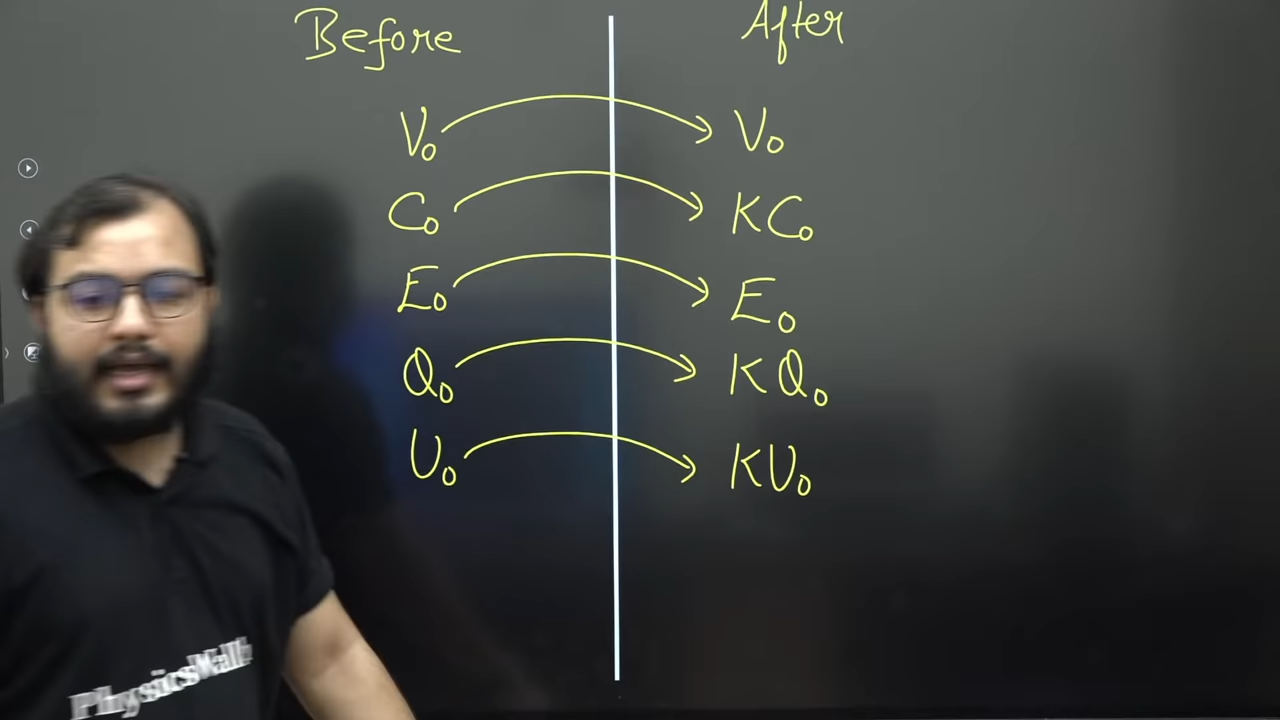 Before After
V₀ → V₀
C₀ → KC₀
E₀ → E₀
Q₀ → KQ₀
U₀ → KU₀
PhysicsWallah